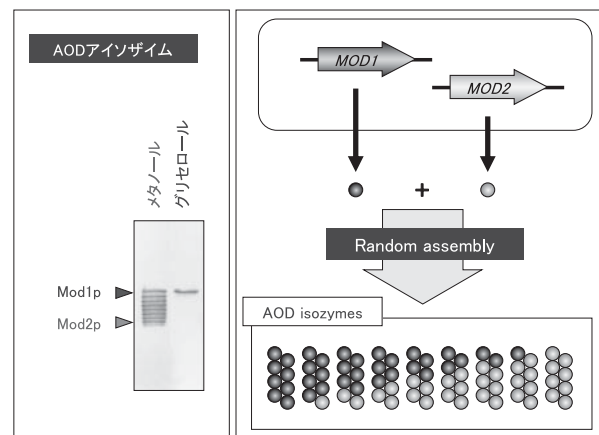 AODアイソザイム
メタノール
グリセロール
Mod1p
Mod2p
MOD1
MOD2
+
Random assembly
AOD isozymes